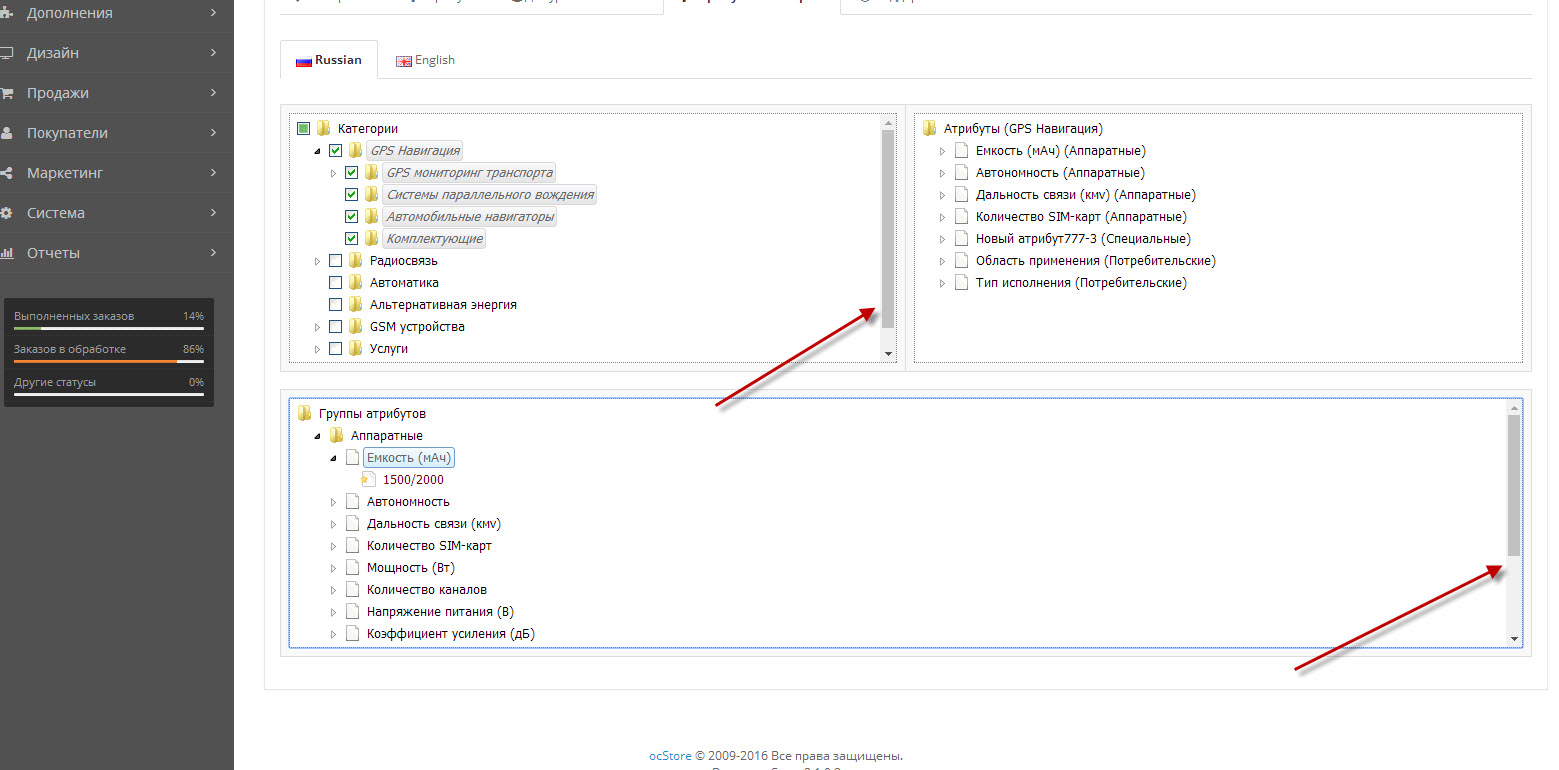 Дополнения
Дизайн
Продажи
Покупатели
Маркетинг
Система
Отчеты
Выполненных заказов 14%
Заказов в обработке 86%
Другие статусы 0%
Russian English
Категории
GPS Навигация
GPS мониторинг транспорта
Системы параллельного вождения
Автомобильные навигаторы
Комплектующие
Радиосвязь
Автоматика
Альтернативная энергия
GSM устройства
Услуги
Атрибуты (GPS Навигация)
Емкость (мАч) (Аппаратные)
Автономность (Аппаратные)
Дальность связи (кмv) (Аппаратные)
Количество SIM-карт (Аппаратные)
Новый атрибут777-3 (Специальные)
Область применения (Потребительские)
Тип исполнения (Потребительские)
Группы атрибутов
Аппаратные
Емкость (мАч)
1500/2000
Автономность
Дальность связи (кмv)
Количество SIM-карт
Мощность (Вт)
Количество каналов
Напряжение питания (В)
Коэффициент усиления (дБ)
ocStore © 2009-2016 Все права защищены.